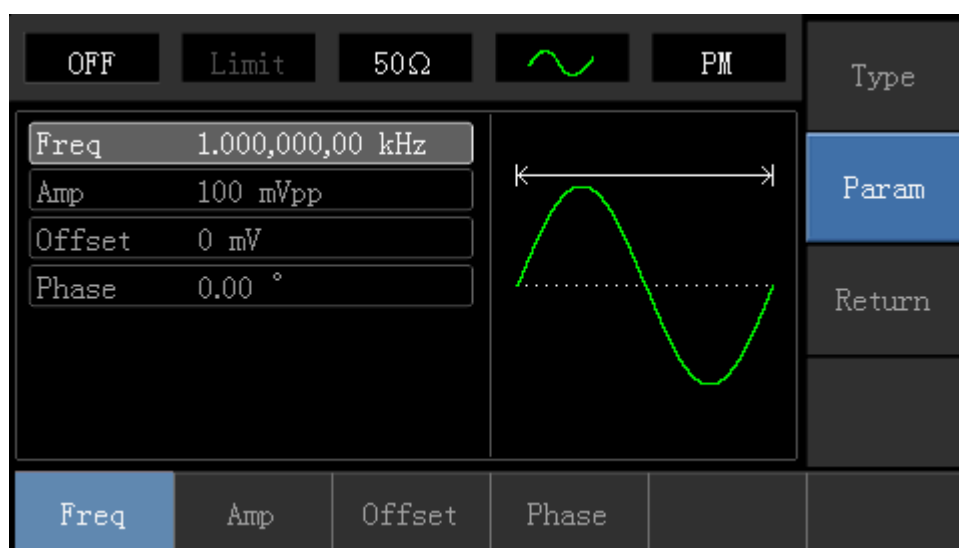 OFF Limit 50Ω PM
Type
Freq 1.000,000,00 kHz
Amp 100 mVpp
Offset 0 mV
Phase 0.00 °
Param
Return
Freq Amp Offset Phase